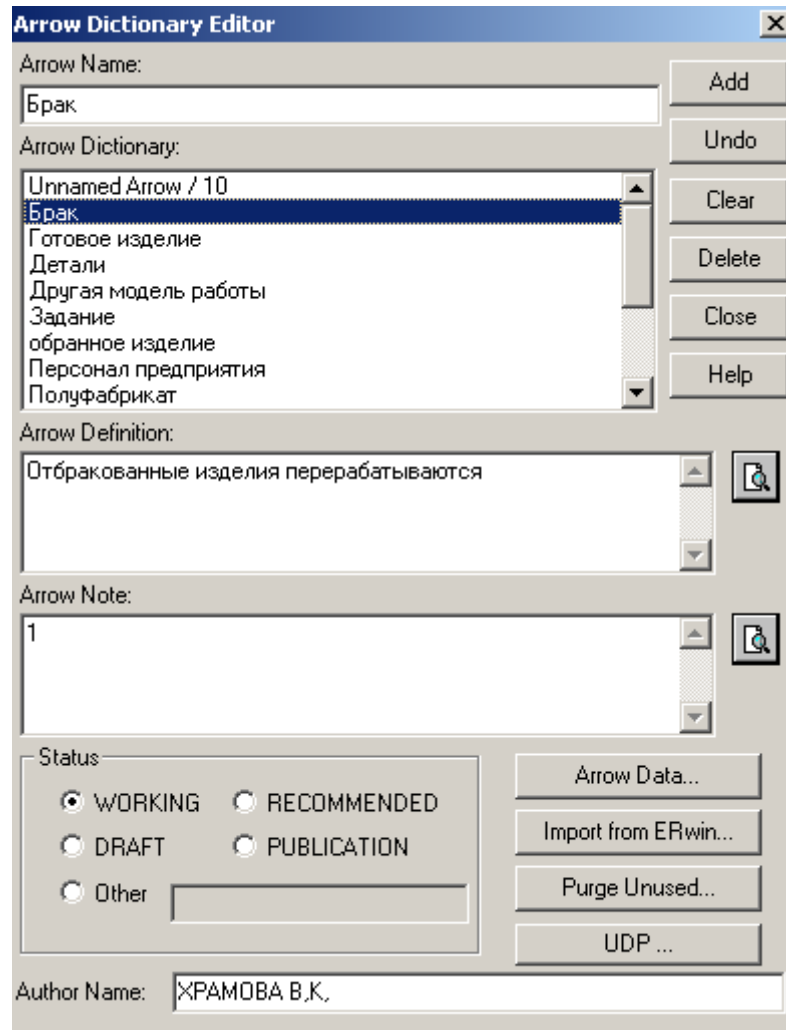 Arrow Dictionary Editor
Arrow Name:
Брак
Add
Undo
Arrow Dictionary:
Unnamed Arrow / 10
Брак
Готовое изделие
Детали
Другая модель работы
Задание
обранное изделие
Персонал предприятия
Полуфабрикат
Clear
Delete
Close
Help
Arrow Definition:
Отбракованные изделия перерабатываются
Arrow Note:
1
Status
WORKING RECOMMENDED
DRAFT PUBLICATION
Other
Arrow Data...
Import from ERwin...
Purge Unused...
UDP ...
Author Name: ХРАМОВА В,К,